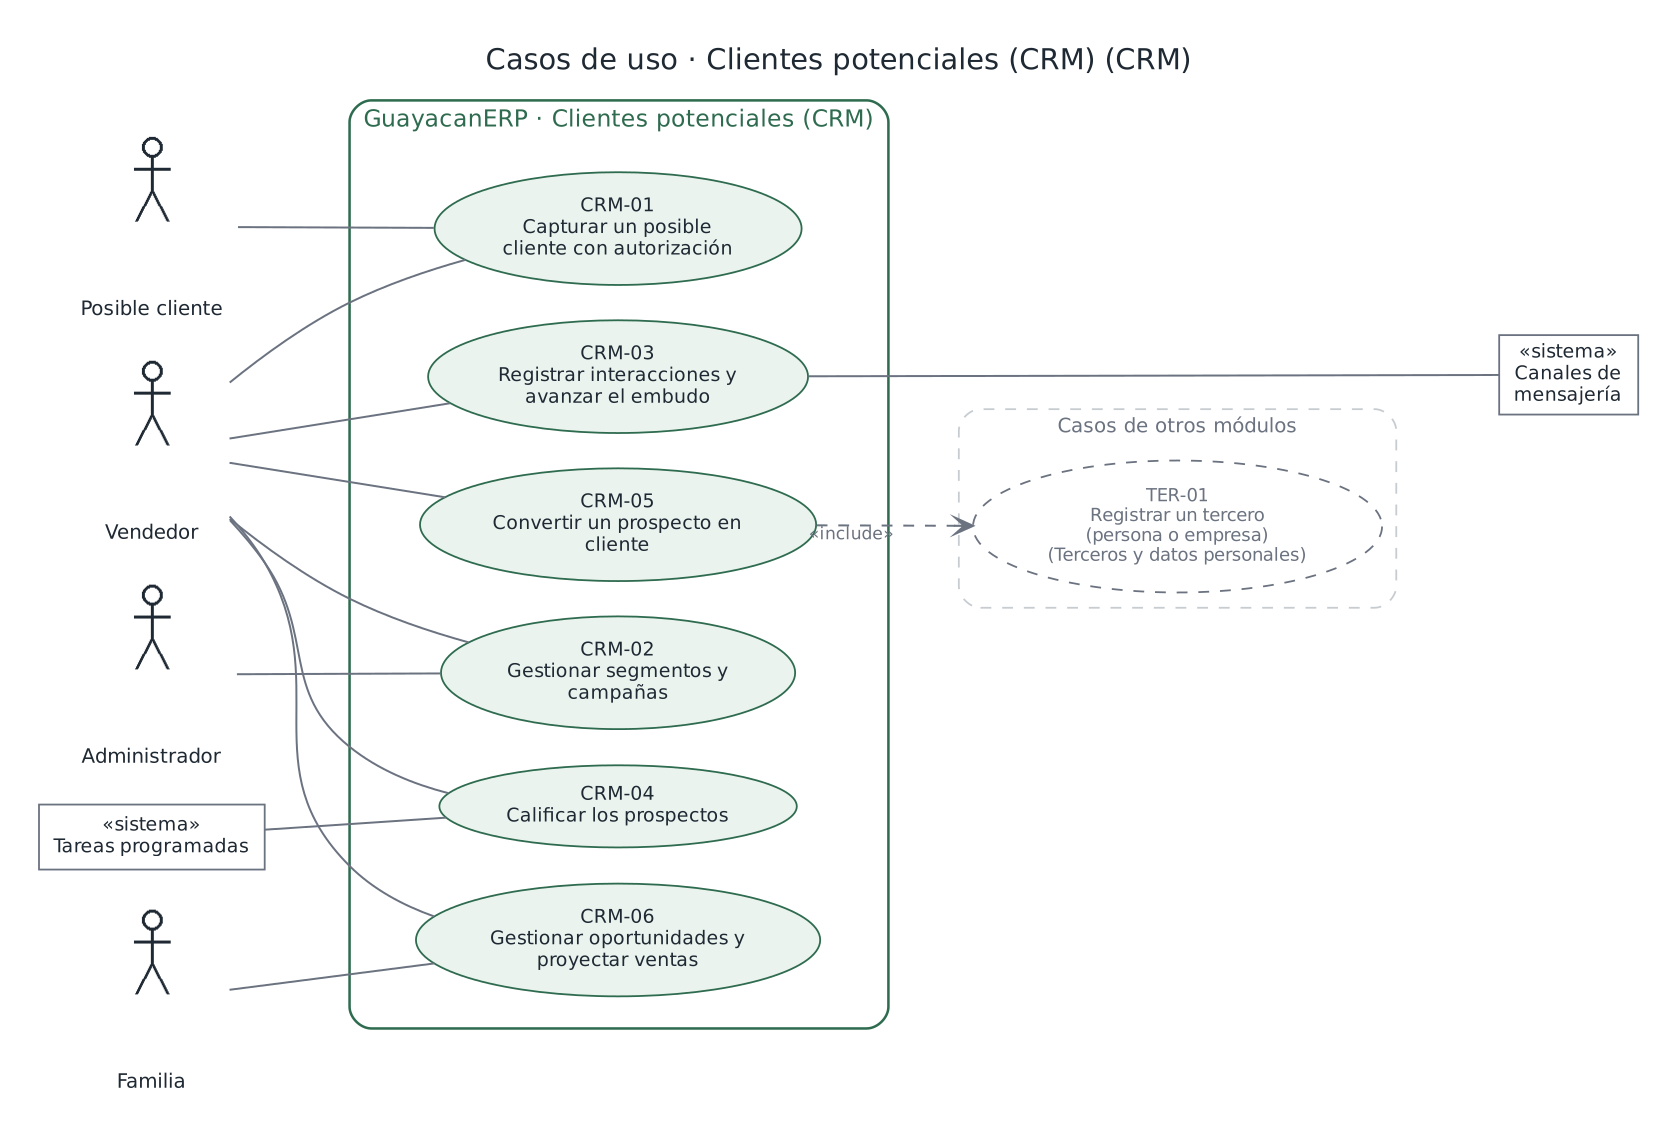 Casos de uso · Clientes potenciales (CRM) (CRM)
GuayacanERP · Clientes potenciales (CRM)
Posible cliente
Vendedor
Administrador
«sistema»
Tareas programadas
Familia
CRM-01
Capturar un posible
cliente con autorización
CRM-03
Registrar interacciones y
avanzar el embudo
CRM-05
Convertir un prospecto en
cliente
CRM-02
Gestionar segmentos y
campañas
CRM-04
Calificar los prospectos
CRM-06
Gestionar oportunidades y
proyectar ventas
«include»
Casos de otros módulos
TER-01
Registrar un tercero
(persona o empresa)
(Terceros y datos personales)
«sistema»
Canales de
mensajería